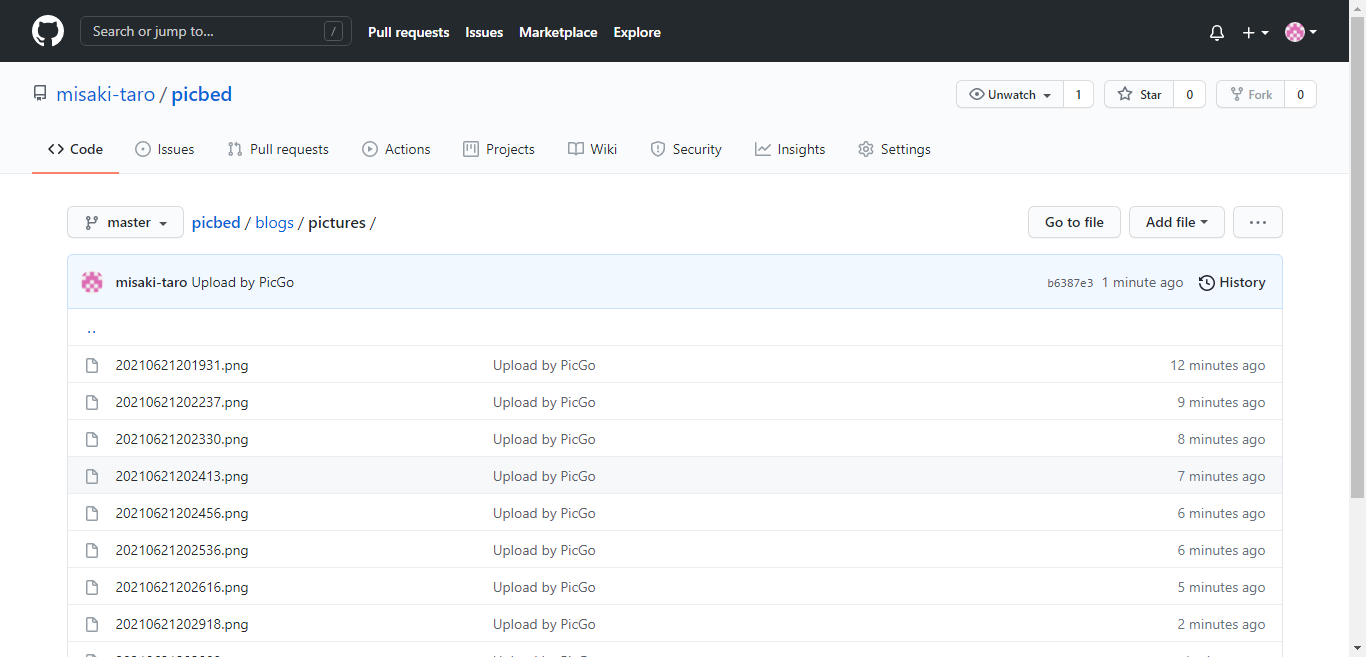 Search or jump to... /
Pull requests Issues Marketplace Explore
misaki-taro / picbed
Unwatch 1 Star 0 Fork 0
Code Issues Pull requests Actions Projects Wiki Security Insights Settings
master picbed / blogs / pictures / Go to file Add file ...
misaki-taro Upload by PicGo b6387e3 1 minute ago History
..
20210621201931.png Upload by PicGo 12 minutes ago
20210621202237.png Upload by PicGo 9 minutes ago
20210621202330.png Upload by PicGo 8 minutes ago
20210621202413.png Upload by PicGo 7 minutes ago
20210621202456.png Upload by PicGo 6 minutes ago
20210621202536.png Upload by PicGo 6 minutes ago
20210621202616.png Upload by PicGo 5 minutes ago
20210621202918.png Upload by PicGo 2 minutes ago